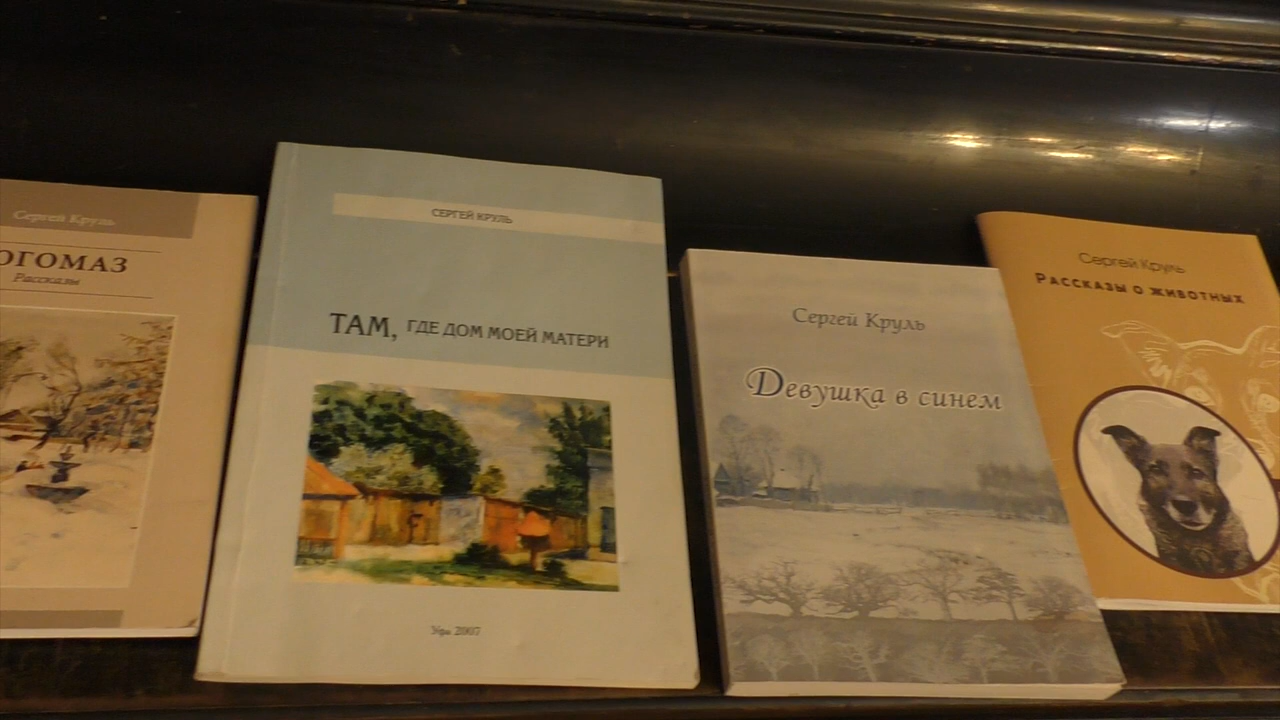 Сергей Круль
ОГОМАЗ
Рассказы
СЕРГЕЙ КРУЛЬ
ТАМ, ГДЕ ДОМ МОЕЙ МАТЕРИ
Уфа 2007
Сергей Круль
Девушка в синем
Сергей Круль
Рассказы о животных